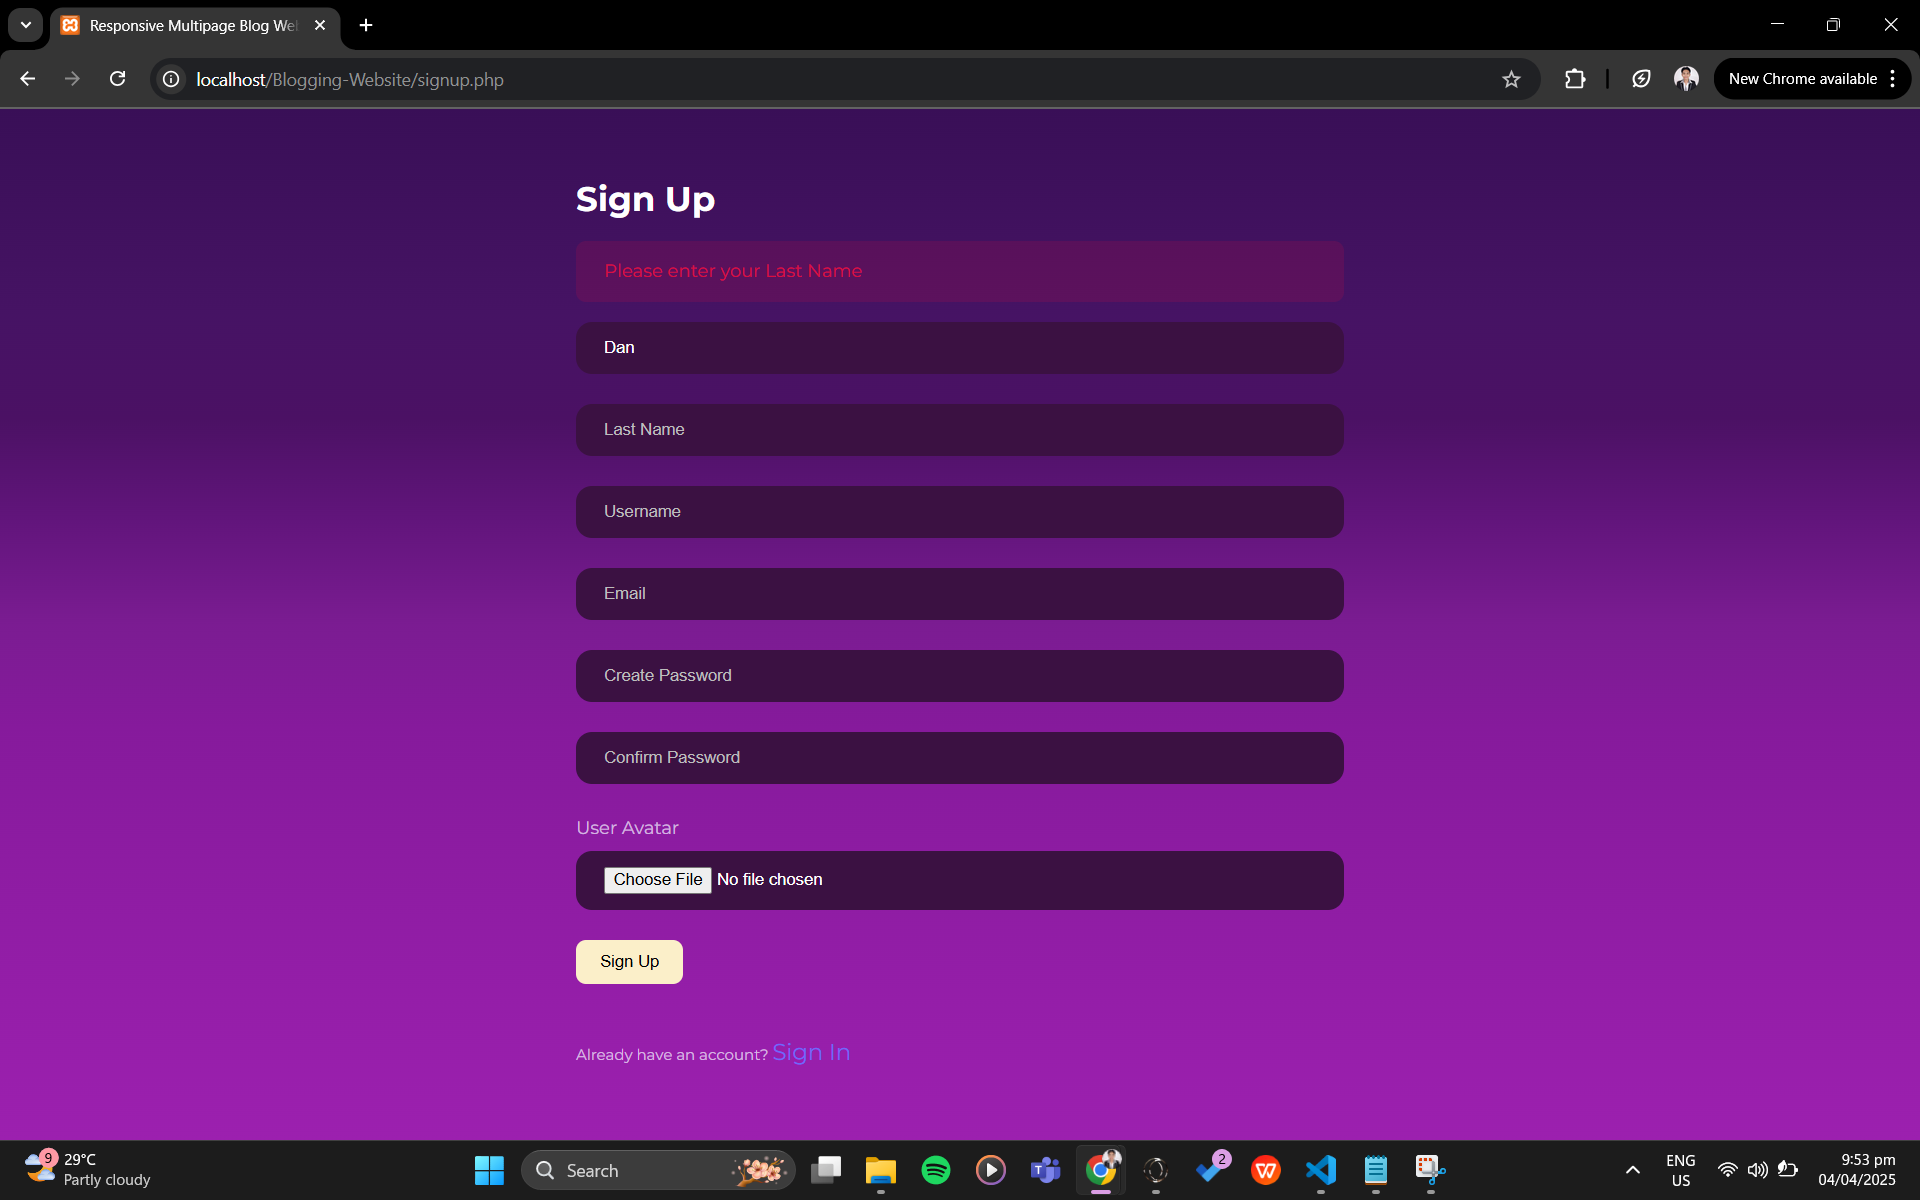 Responsive Multipage Blog We
localhost/Blogging-Website/signup.php
New Chrome available
Sign Up
Please enter your Last Name
Dan
Last Name
Username
Email
Create Password
Confirm Password
User Avatar
Choose File No file chosen
Sign Up
Already have an account? Sign In
9
29°C
Partly cloudy
Search
2
ENG
US
9:53 pm
04/04/2025